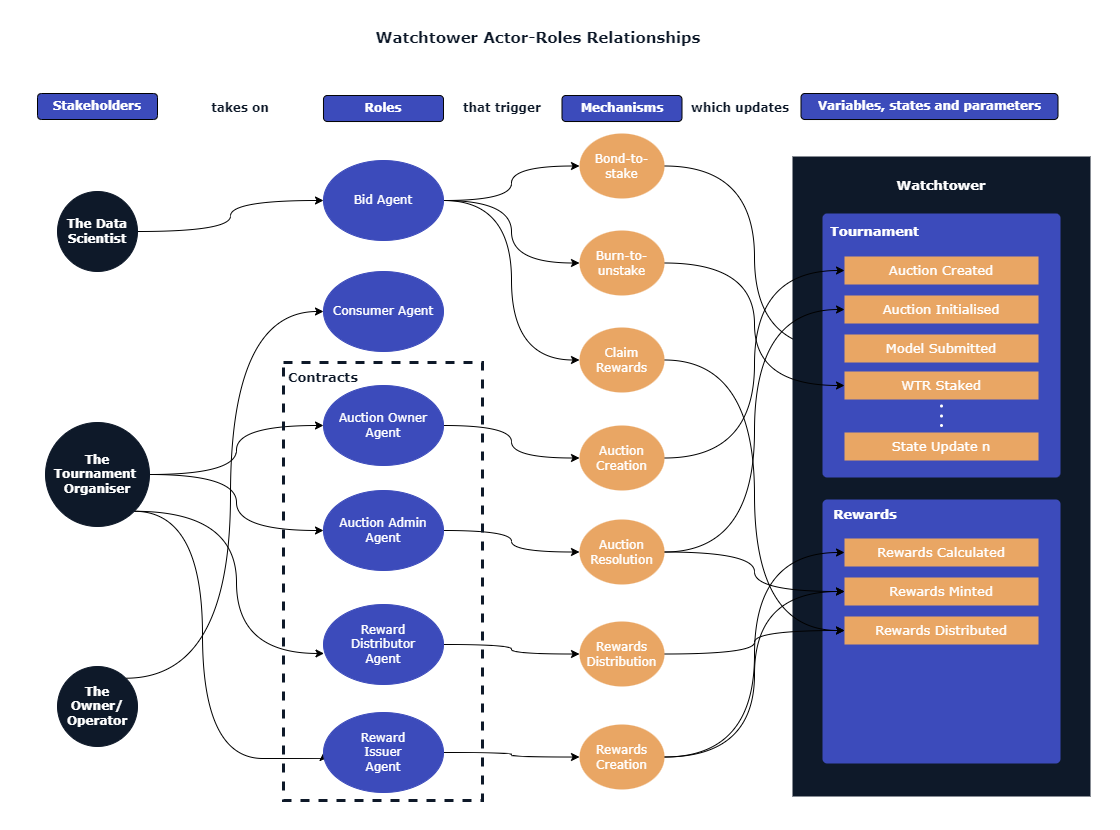 Watchtower Actor-Roles Relationships
Stakeholders
takes on
Roles
that trigger
Mechanisms
which updates
Variables, states and parameters
The Data
Scientist
The
Tournament
Organiser
The
Owner/
Operator
Bid Agent
Consumer Agent
Contracts
Auction Owner
Agent
Auction Admin
Agent
Reward
Distributor
Agent
Reward
Issuer
Agent
Bond-to-
stake
Burn-to-
unstake
Claim
Rewards
Auction
Creation
Auction
Resolution
Rewards
Distribution
Rewards
Creation
Watchtower
Tournament
Auction Created
Auction Initialised
Model Submitted
WTR Staked
State Update n
Rewards
Rewards Calculated
Rewards Minted
Rewards Distributed